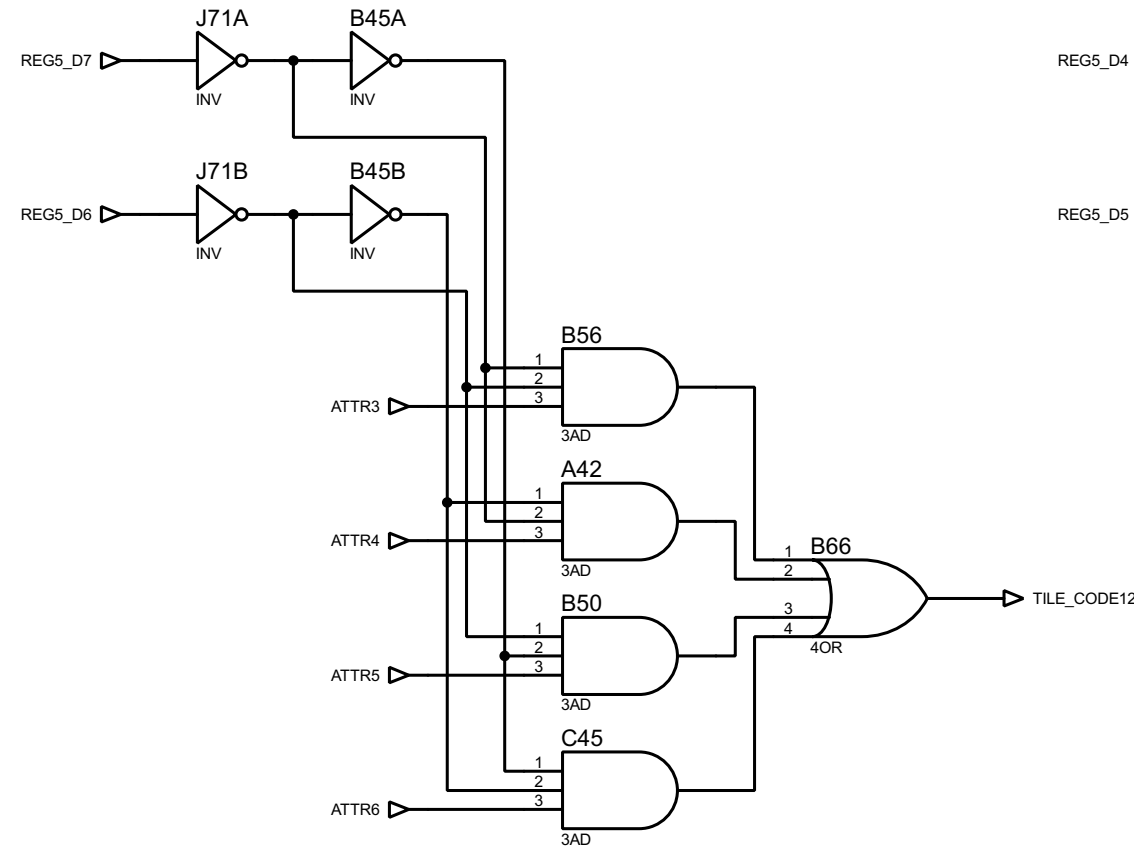 J71A B45A
REG5_D7 REG5_D4
INV INV
J71B B45B
REG5_D6 REG5_D5
INV INV
B56
1
2
3
ATTR3
3AD
A42
1
2
3
ATTR4
3AD
1 B66
2
TILE_CODE12
3
4
4OR
B50
1
2
3
ATTR5
3AD
C45
1
2
3
ATTR6
3AD